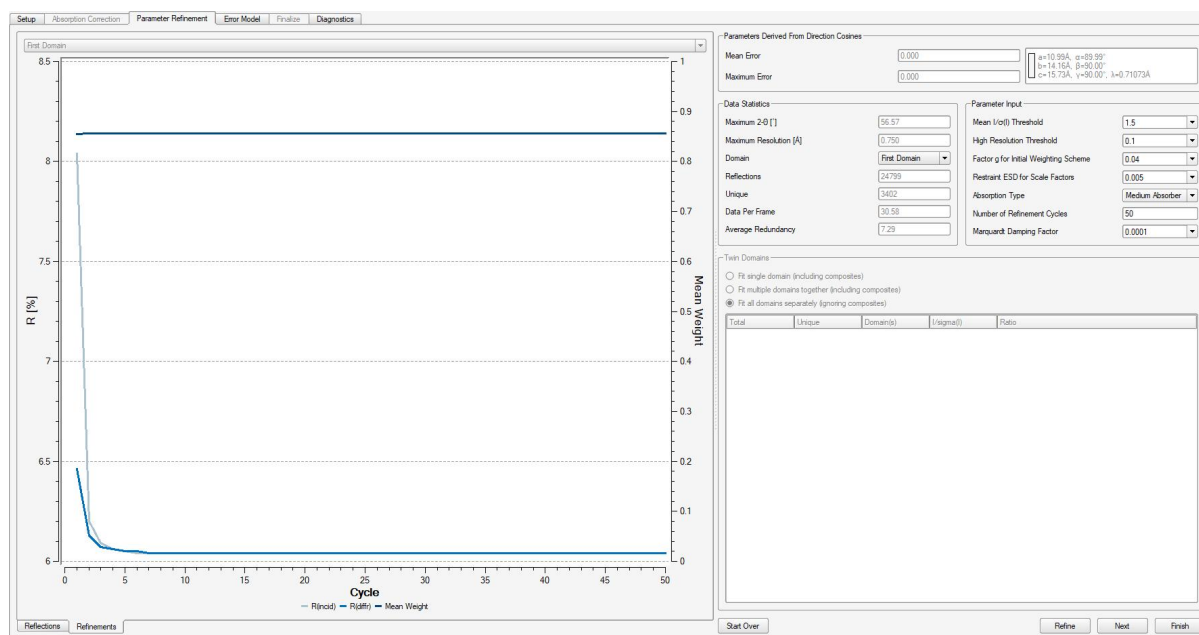 Setup Absorption Correction Parameter Refinement Error Model Finalize Diagnostics
First Domain
8.5
8
7.5
7
6.5
6
R [%]
1
0.9
0.8
0.7
0.6
0.5
0.4
0.3
0.2
0.1
0
Mean Weight
0 5 10 15 20 25 30 35 40 45 50
Cycle
R(incid) R(diffr) Mean Weight
Reflections Refinements
Parameters Derived From Direction Cosines
Mean Error 0.000
Maximum Error 0.000
a=10.99Å, α=89.99°
b=14.16Å, β=90.00°
c=15.73Å, γ=90.00°, λ=0.71073Å
Data Statistics
Maximum 2-Θ [°] 56.57
Maximum Resolution [Å] 0.750
Domain First Domain
Reflections 24799
Unique 3402
Data Per Frame 30.58
Average Redundancy 7.29
Parameter Input
Mean I/σ(I) Threshold 1.5
High Resolution Threshold 0.1
Factor g for Initial Weighting Scheme 0.04
Restraint ESD for Scale Factors 0.005
Absorption Type Medium Absorber
Number of Refinement Cycles 50
Marquardt Damping Factor 0.0001
Twin Domains
Fit single domain (including composites)
Fit multiple domains together (including composites)
Fit all domains separately (ignoring composites)
Total Unique Domain(s) I/sigma(I) Ratio
Start Over Refine Next Finish